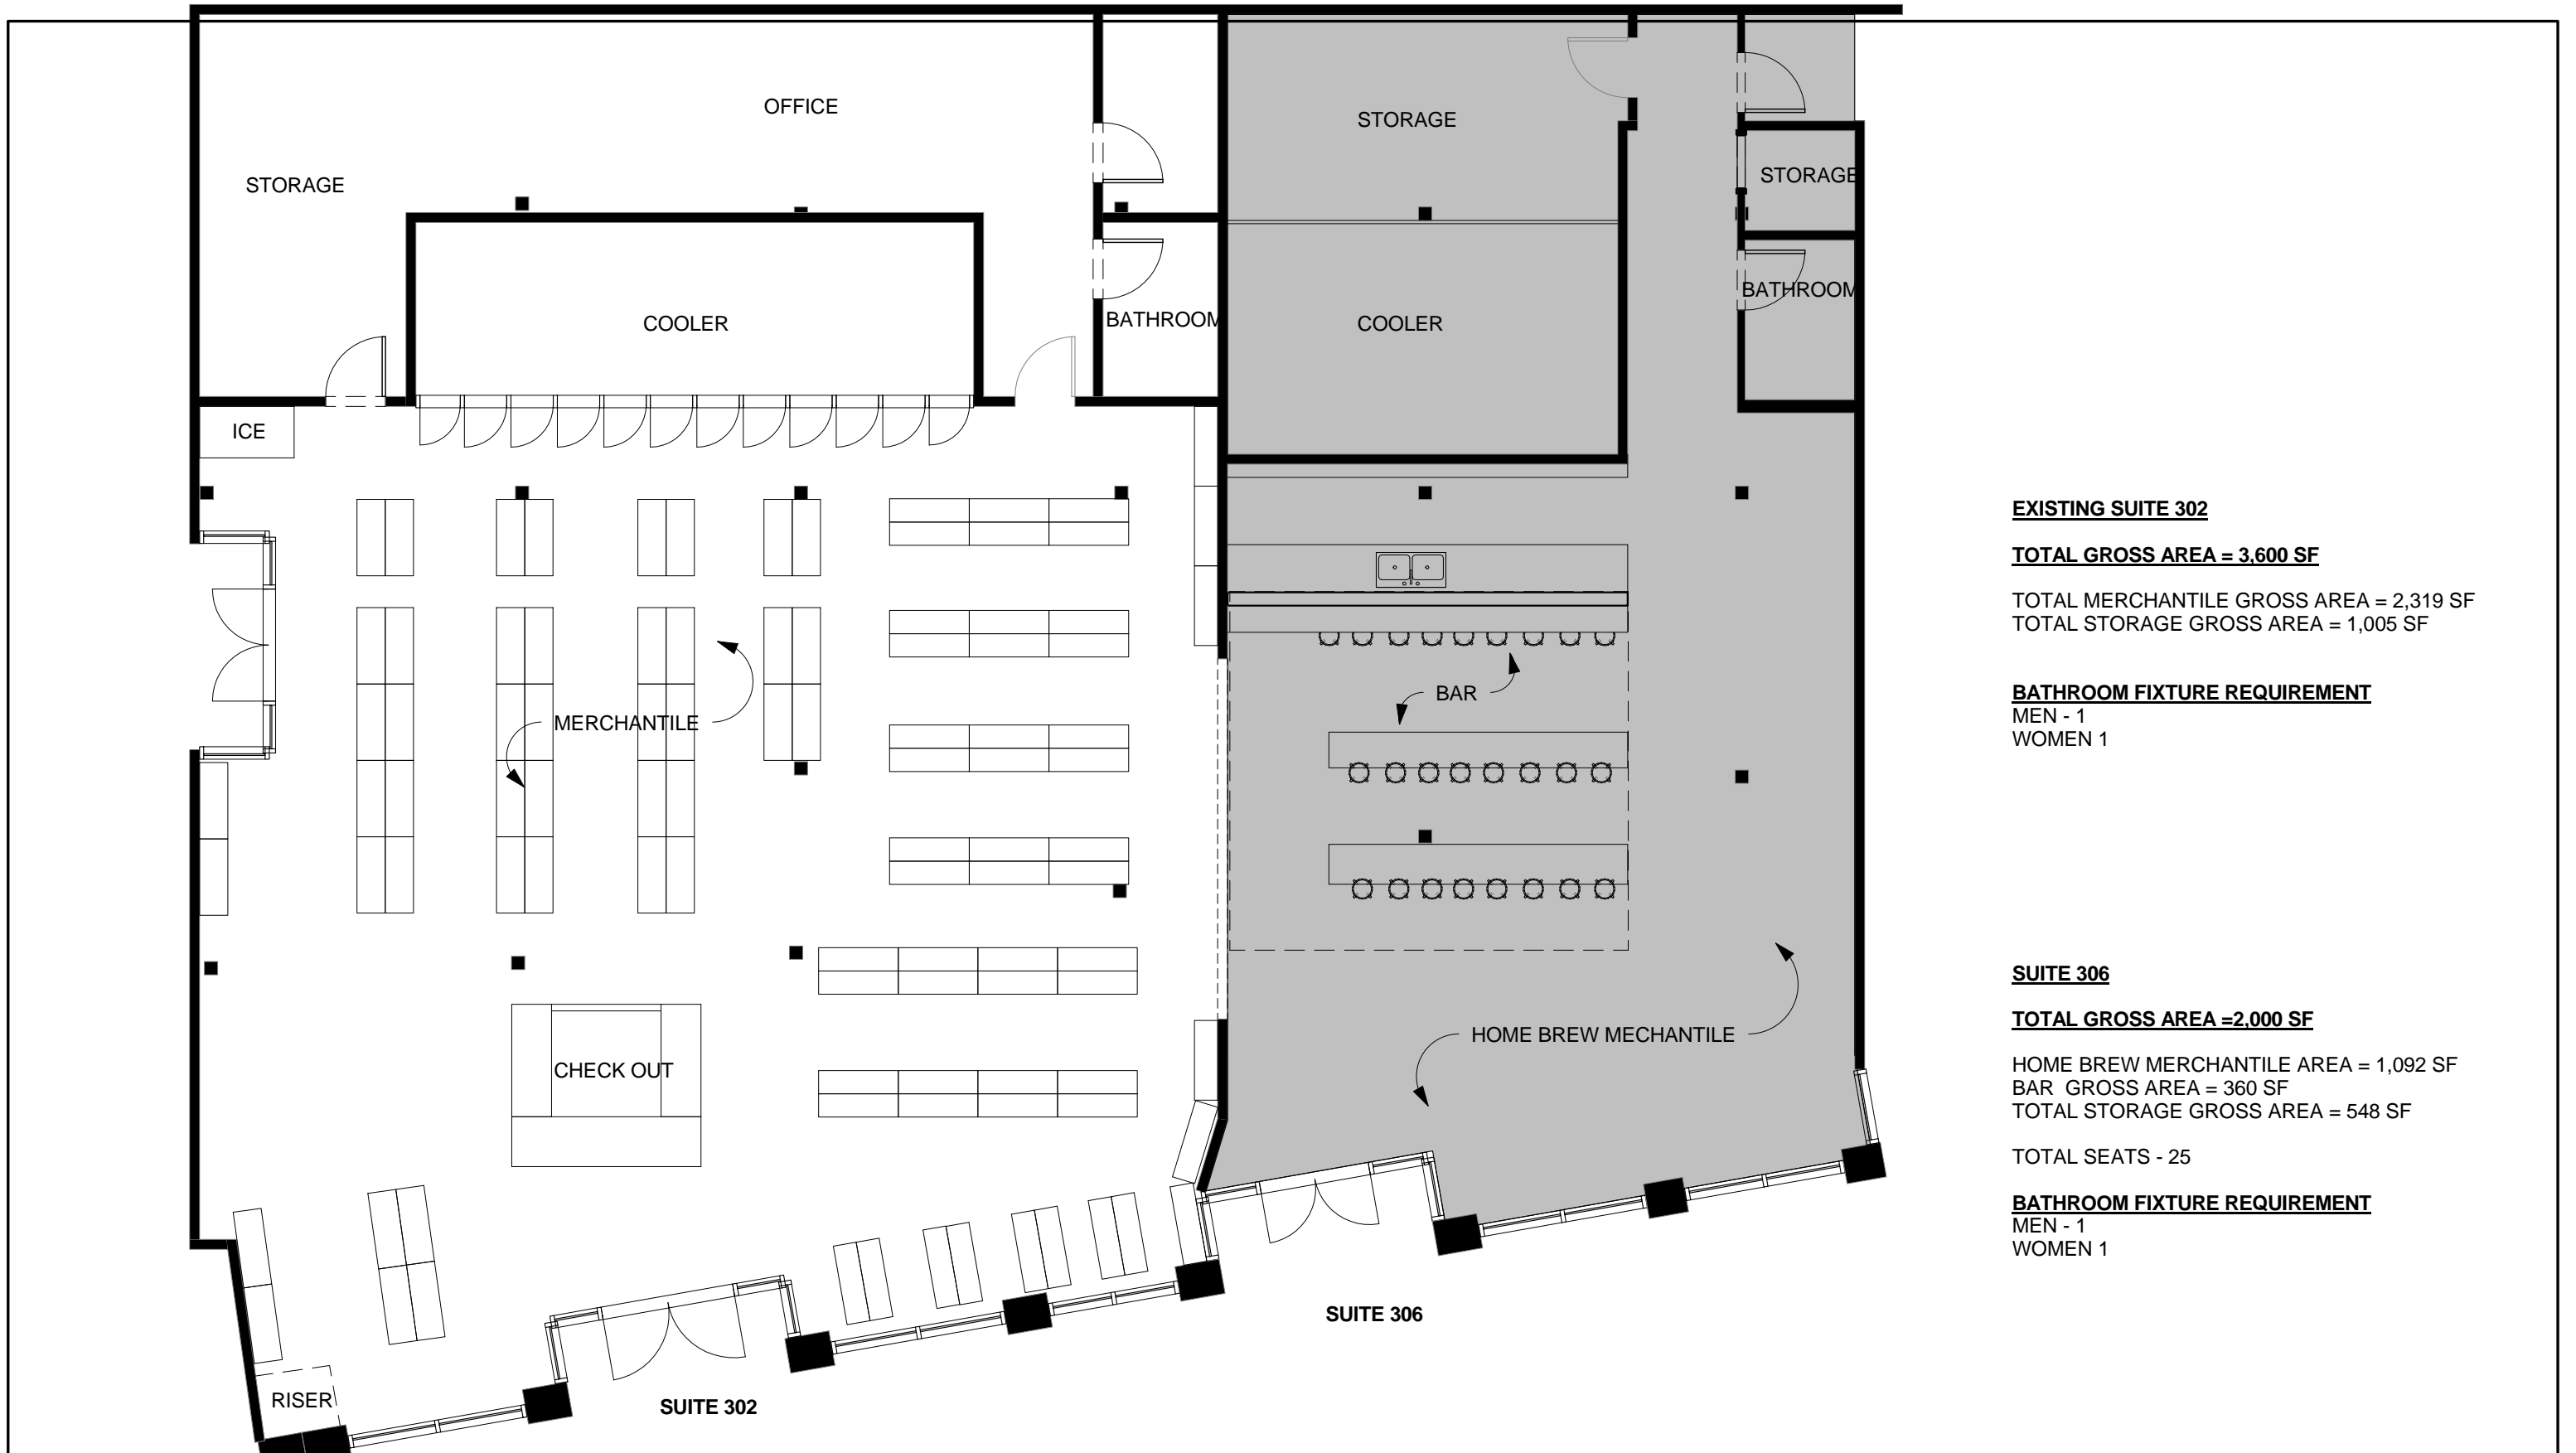 OFFICE
STORAGE
STORAGE
STORAGE
COOLER
BATHROOM
COOLER
BATHROOM
ICE
MERCHANTILE
BAR
CHECK OUT
HOME BREW MECHANTILE
RISER
SUITE 302
SUITE 306
EXISTING SUITE 302
TOTAL GROSS AREA = 3,600 SF
TOTAL MERCHANTILE GROSS AREA = 2,319 SF
TOTAL STORAGE GROSS AREA = 1,005 SF
BATHROOM FIXTURE REQUIREMENT
MEN - 1
WOMEN 1
SUITE 306
TOTAL GROSS AREA =2,000 SF
HOME BREW MERCHANTILE AREA = 1,092 SF
BAR  GROSS AREA = 360 SF
TOTAL STORAGE GROSS AREA = 548 SF
TOTAL SEATS - 25
BATHROOM FIXTURE REQUIREMENT
MEN - 1
WOMEN 1